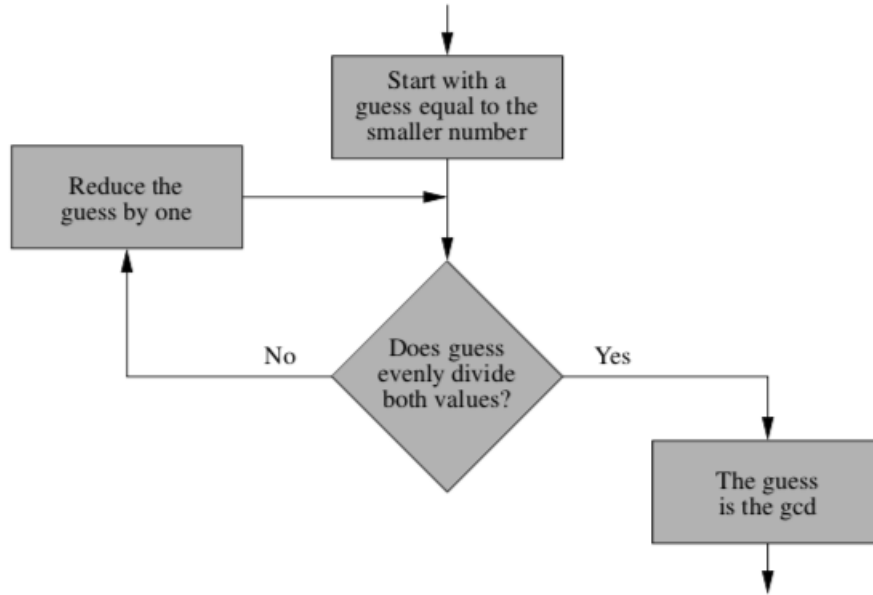 Start with a
guess equal to the
smaller number
Reduce the
guess by one
No
Does guess
evenly divide
both values?
Yes
The guess
is the gcd